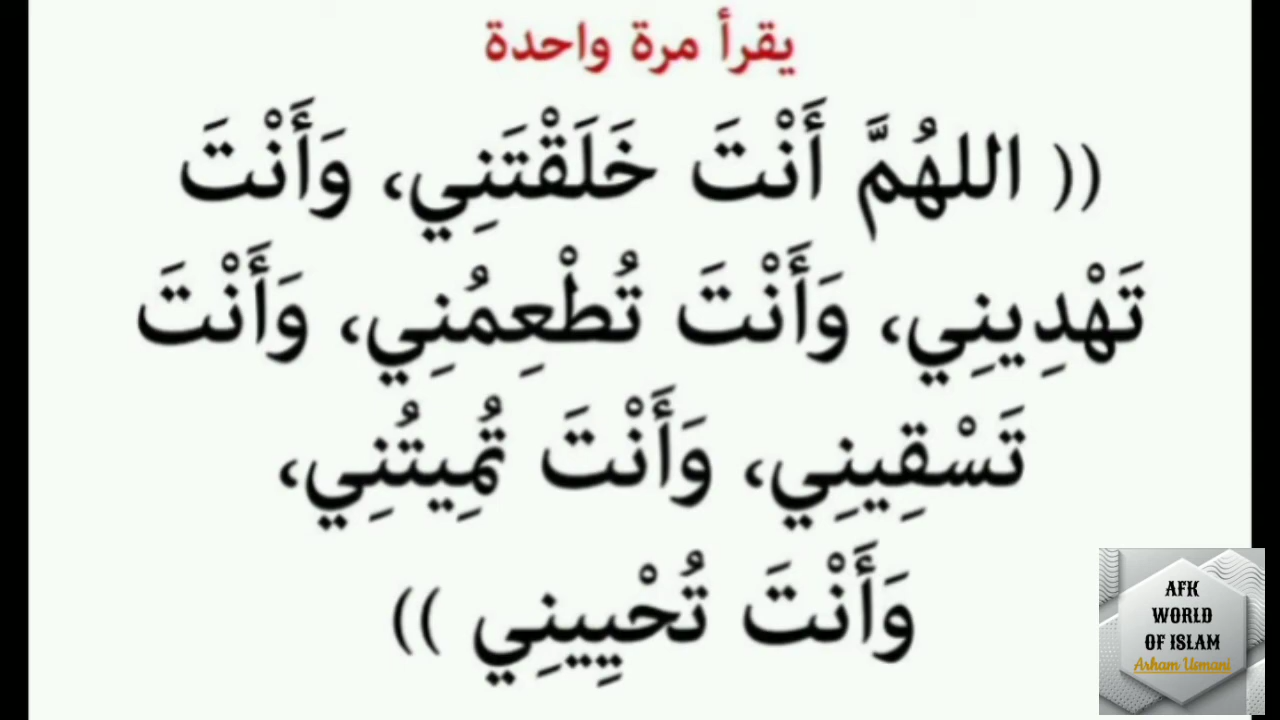 يقرأ مرة واحدة
(( اللهُمَّ أَنْتَ خَلَقْتَنِي، وَأَنْتَ
تَهْدِينِي، وَأَنْتَ تُطْعِمُنِي، وَأَنْتَ
تَسْقِينِي، وَأَنْتَ تُمِيتُنِي،
وَأَنْتَ تُحْيِينِي ))
AFK
WORLD
OF ISLAM
Arham Usmani